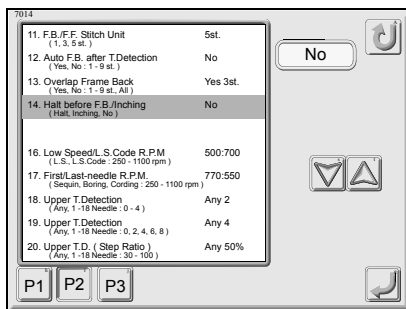 7014
11. F.B./F.F. Stitch Unit 5st.
( 1, 3, 5 st. )
No
12. Auto F.B. after T.Detection No
( Yes, No : 1 - 9 st. )
13. Overlap Frame Back Yes 3st.
( Yes, No : 1 - 9 st., All )
14. Halt before F.B./Inching No
( Halt, Inching, No )
16. Low Speed/L.S.Code R.P.M 500:700
( L.S., L.S.Code : 250 - 1100 rpm )
17. First/Last-needle R.P.M. 770:550
( Sequin, Boring, Cording : 250 - 1100 rpm )
18. Upper T.Detection Any 2
( Any, 1 -18 Needle : 0 - 4 )
19. Upper T.Detection Any 4
( Any, 1 -18 Needle : 0, 2, 4, 6, 8 )
20. Upper T.D. ( Step Ratio ) Any 50%
( Any, 1 -18 Needle : 30 - 100 )
P1 P2 P3